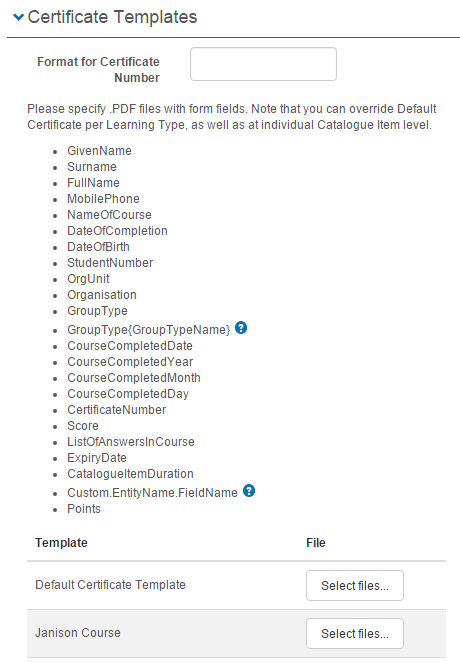 Certificate Templates
Format for Certificate
Number
Please specify .PDF files with form fields. Note that you can override Default
Certificate per Learning Type, as well as at individual Catalogue Item level.
GivenName
Surname
FullName
MobilePhone
NameOfCourse
DateOfCompletion
DateOfBirth
StudentNumber
OrgUnit
Organisation
GroupType
GroupType{GroupTypeName} ?
CourseCompletedDate
CourseCompletedYear
CourseCompletedMonth
CourseCompletedDay
CertificateNumber
Score
ListOfAnswersInCourse
ExpiryDate
CatalogueItemDuration
Custom.EntityName.FieldName ?
Points
Template File
Default Certificate Template Select files...
Janison Course Select files...